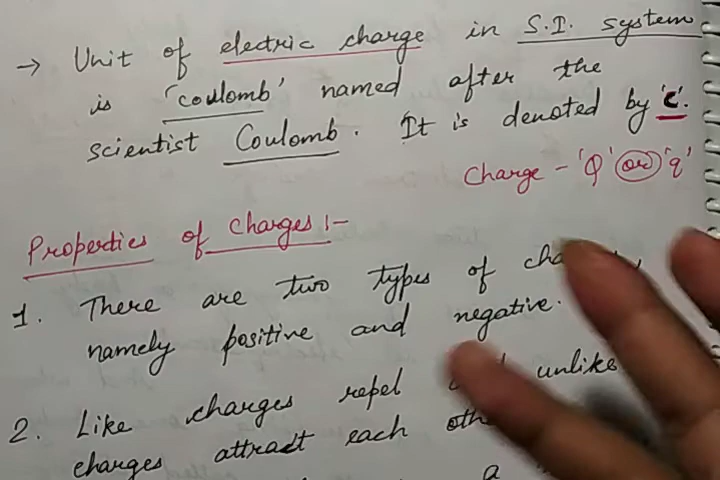 → Unit of electric charge in S.I. system
is 'coulomb' named after the
scientist Coulomb. It is denoted by 'C'.
Charge - 'Q' or 'q'
Properties of charges :-
1. There are two types of
namely positive and negative.
2. Like charges repel unlike
charges attract each
a